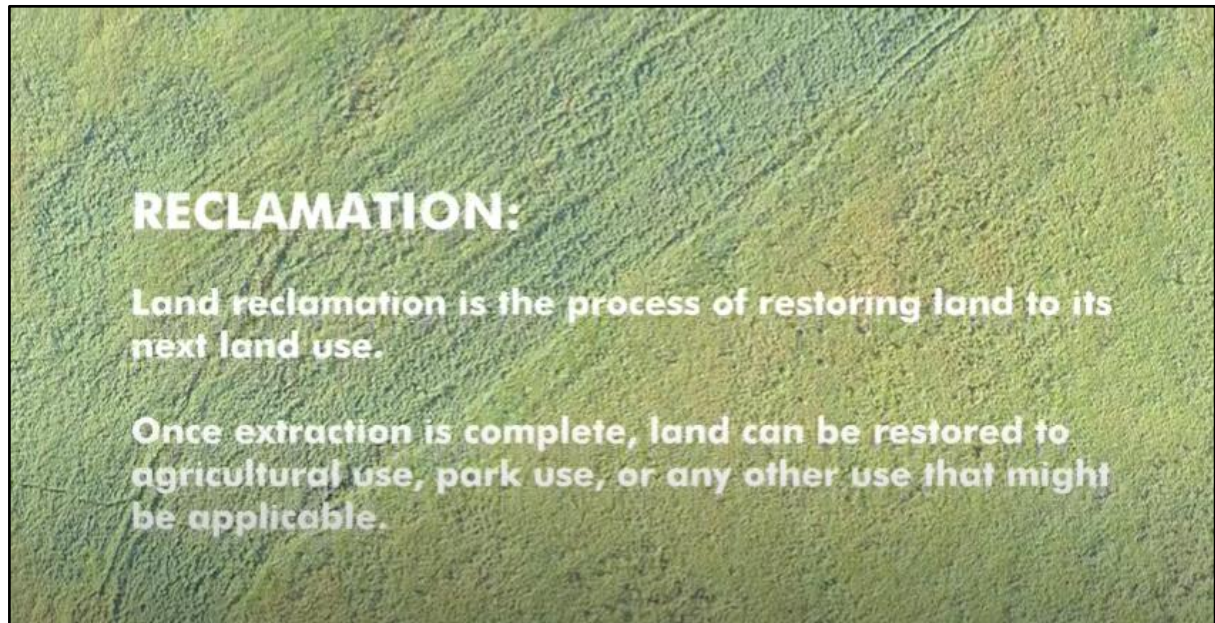 RECLAMATION:
Land reclamation is the process of restoring land to its
next land use.
Once extraction is complete, land can be restored to
agricultural use, park use, or any other use that might
be applicable.